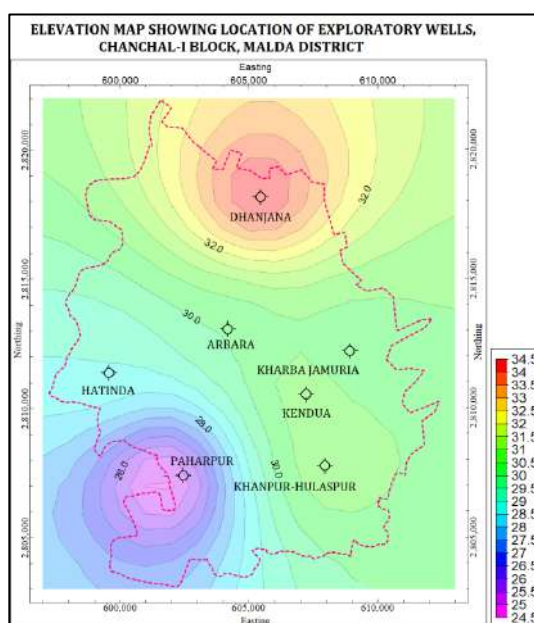 ELEVATION MAP SHOWING LOCATION OF EXPLORATORY WELLS,
CHANCHAL-I BLOCK, MALDA DISTRICT
Easting
600,000 605,000 610,000
2,820,000 2,820,000
DHANJANA
32.0
32.0
2,815,000 2,815,000
30.0
Northing Northing
ARBARA
KHARBA JAMURIA
HATINDA
2,810,000 2,810,000
KENDUA
28.0
PAHARPUR
28.0
30.0
KHANPUR-HULASPUR
2,805,000 2,805,000
600,000 605,000 610,000
Easting
34.5
34
33.5
33
32.5
32
31.5
31
30.5
30
29.5
29
28.5
28
27.5
27
26.5
26
25.5
25
24.5